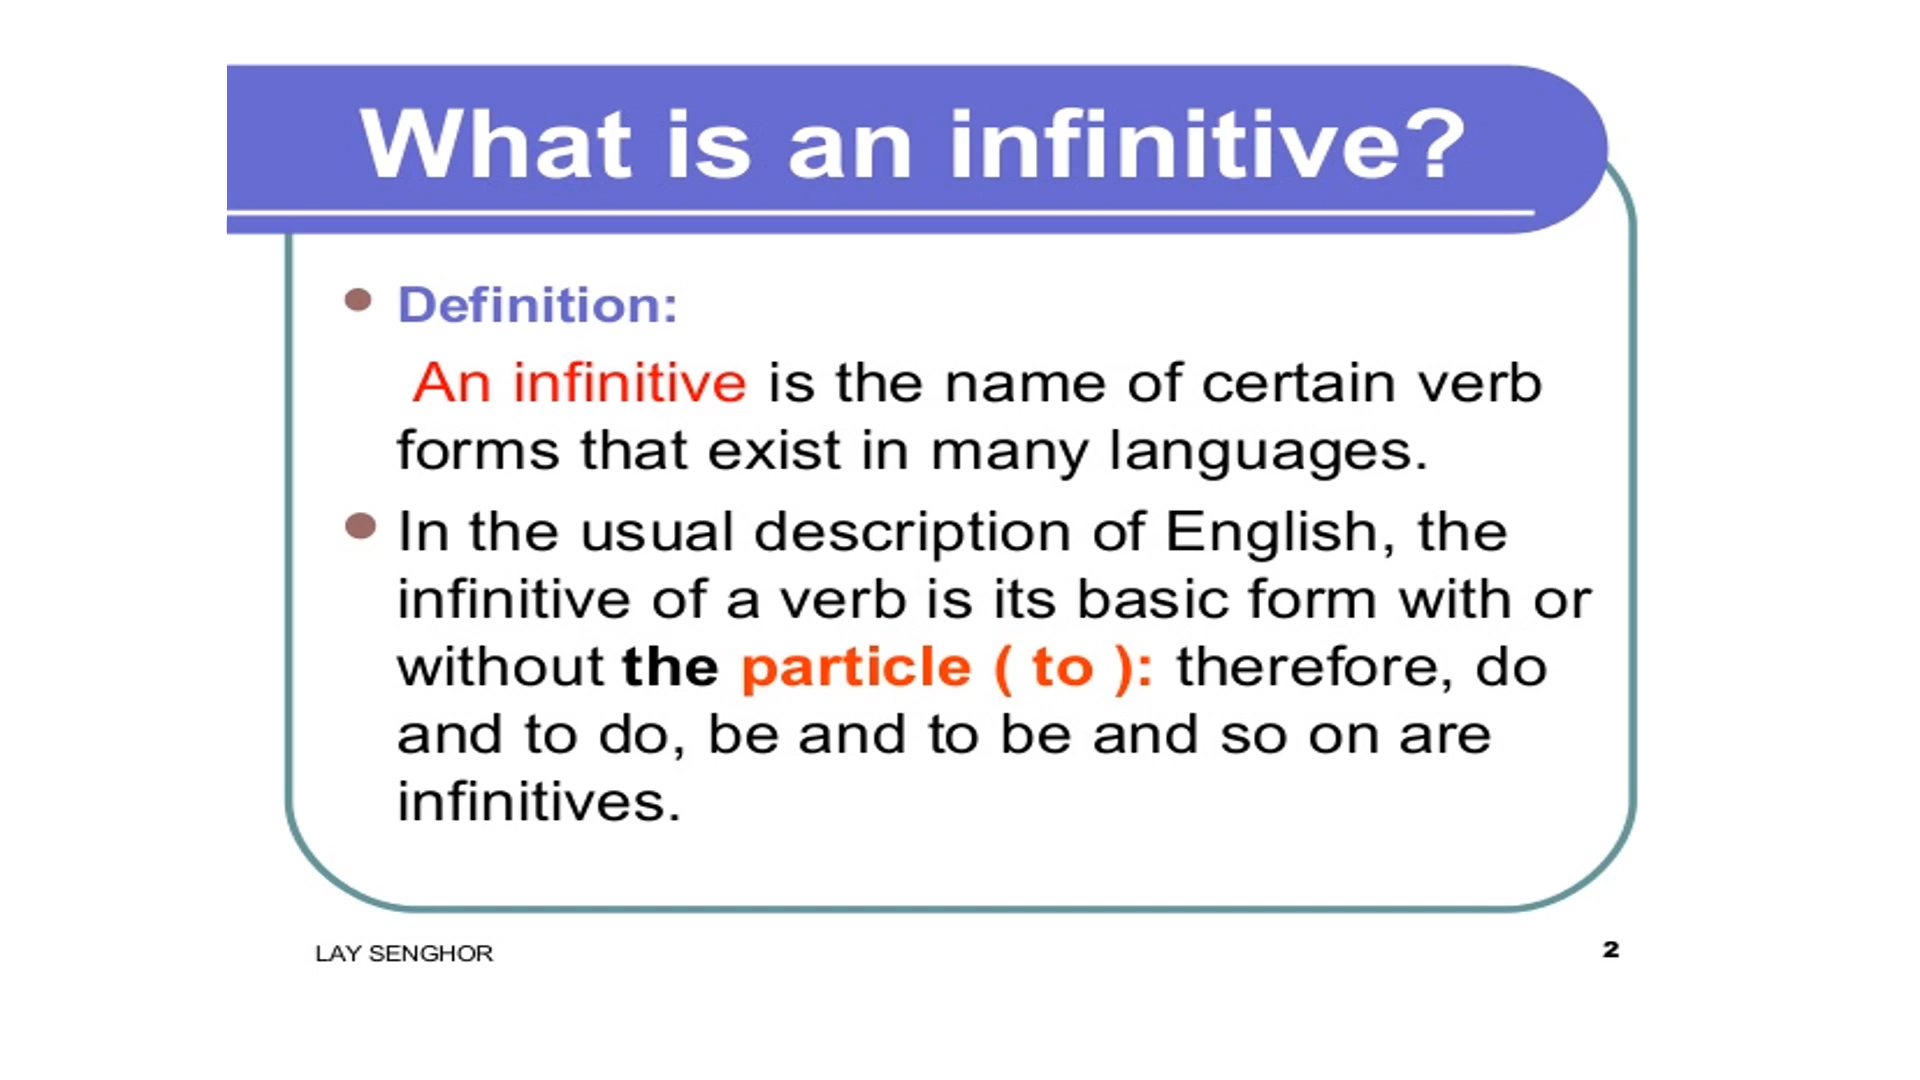 What is an infinitive?
Definition:
An infinitive is the name of certain verb
forms that exist in many languages.
In the usual description of English, the
infinitive of a verb is its basic form with or
without the particle ( to ): therefore, do
and to do, be and to be and so on are
infinitives.
LAY SENGHOR
2